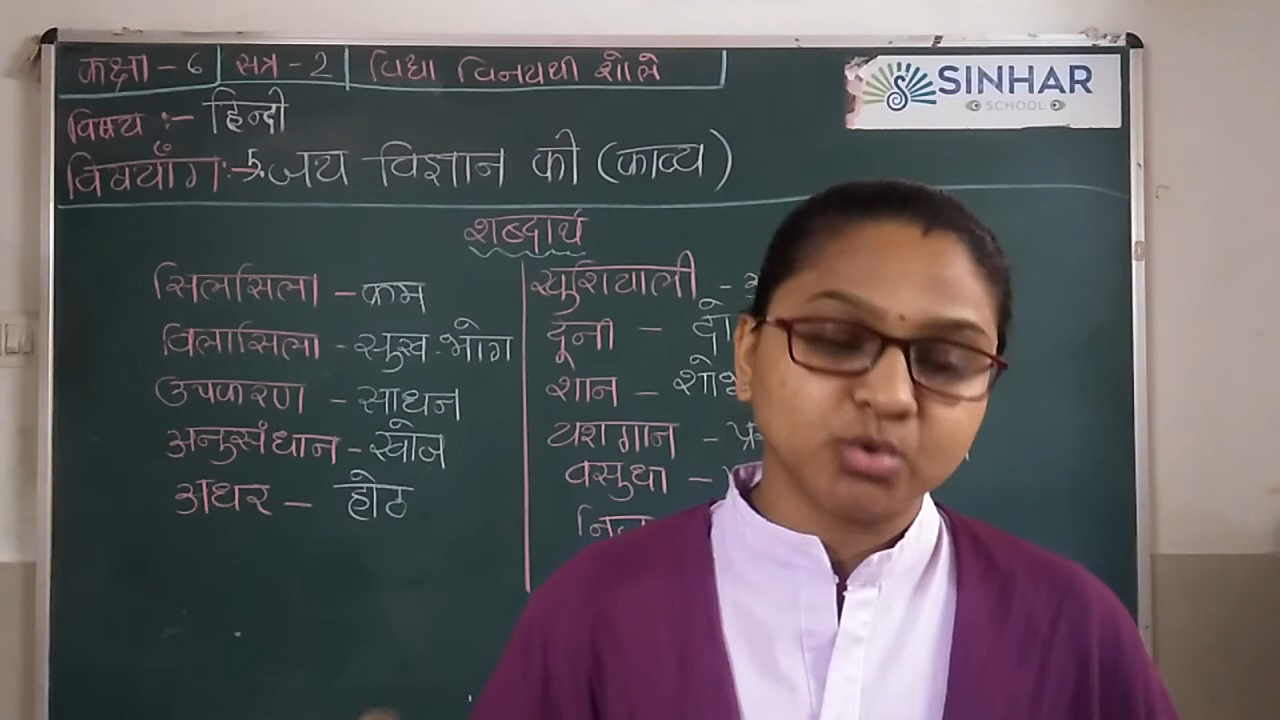 कक्षा - 6 सत्र - 2 विद्या विनयथी शोले
SINHAR
SCHOOL
विषय :- हिन्दी
विषयाँग :→ 5. जय विज्ञान की (काव्य)
शब्दार्थ
सिलसिला - क्रम
विलासिला - सुख-भोग
उपकरण - साधन
अनुसंधान - खोज
अधर - होठ
खुशियाली -
दूनी - दो
शान -
यशगान -
वसुधा -